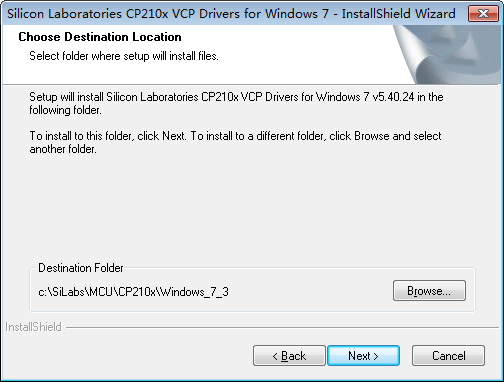 Silicon Laboratories CP210x VCP Drivers for Windows 7 - InstallShield Wizard
Choose Destination Location
Select folder where setup will install files.
Setup will install Silicon Laboratories CP210x VCP Drivers for Windows 7 v5.40.24 in the
following folder.
To install to this folder, click Next. To install to a different folder, click Browse and select
another folder.
Destination Folder
c:\SiLabs\MCU\CP210x\Windows_7_3
Browse...
InstallShield
< Back
Next >
Cancel